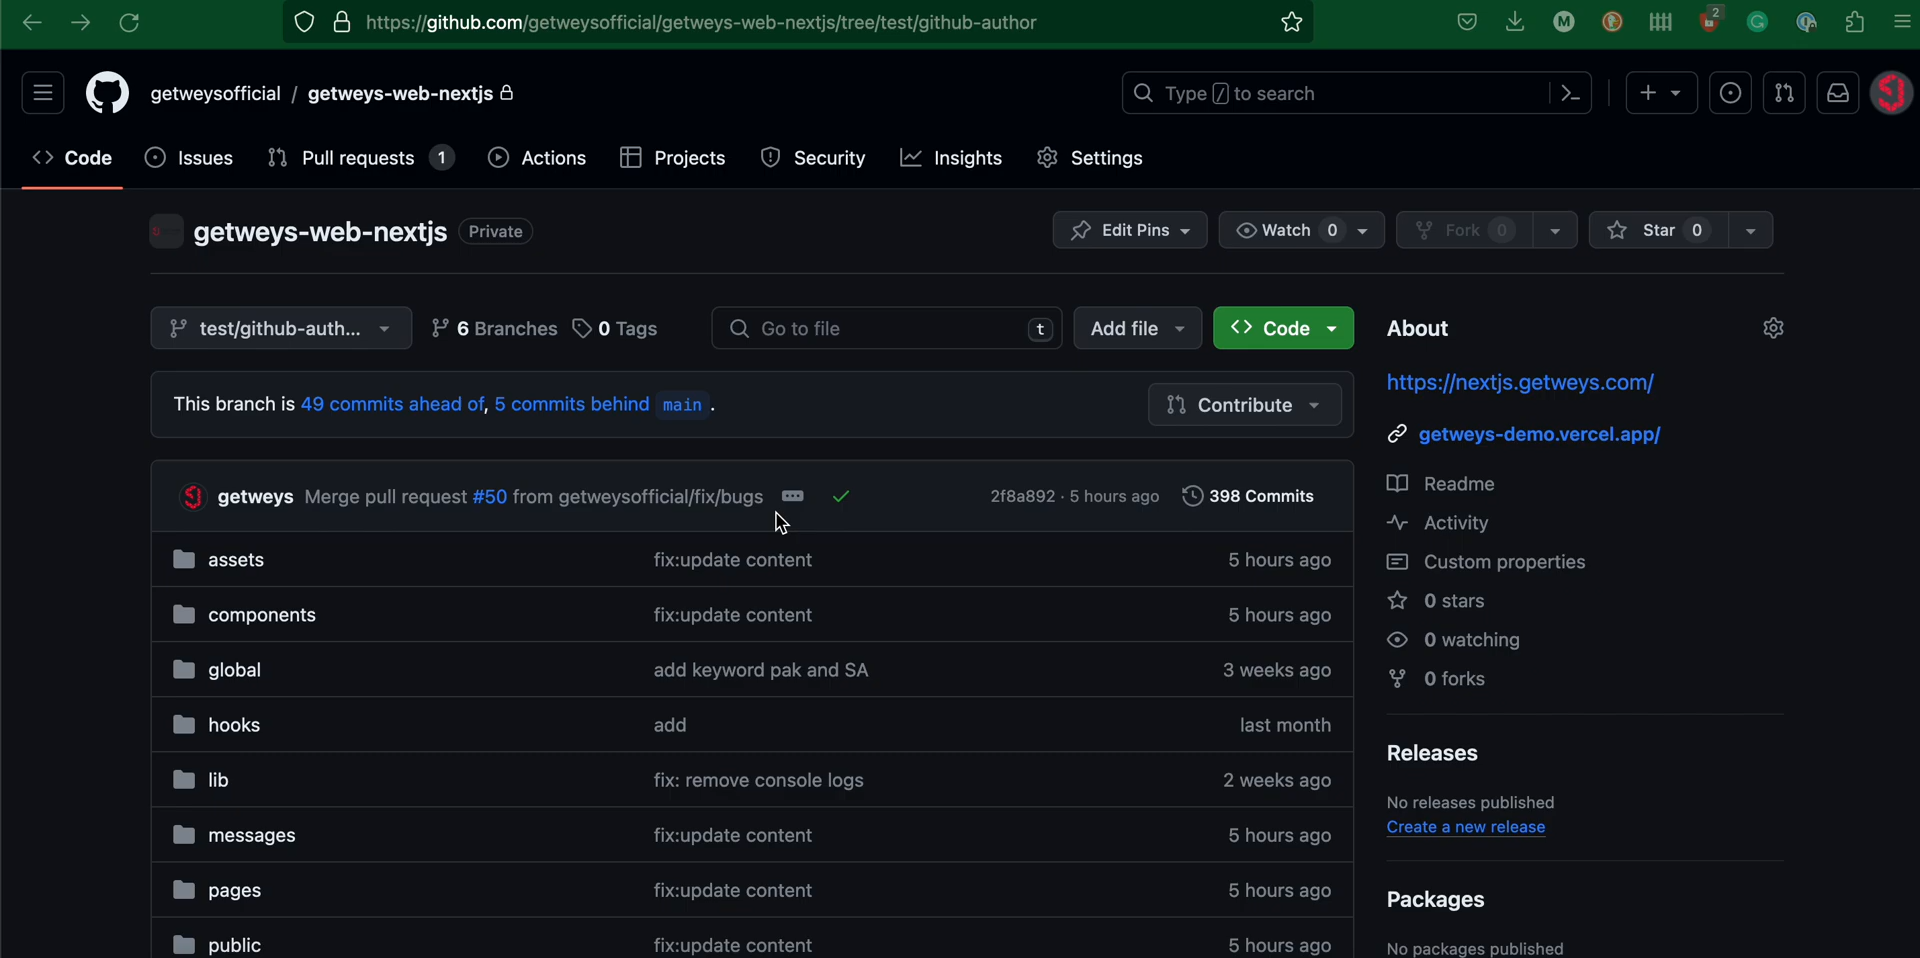 https://github.com/getweysofficial/getweys-web-nextjs/tree/test/github-author
M
2
G
getweysofficial / getweys-web-nextjs
Type / to search
Code
Issues
Pull requests 1
Actions
Projects
Security
Insights
Settings
getweys-web-nextjs Private
Edit Pins
Watch 0
Fork 0
Star 0
test/github-auth...
6 Branches
0 Tags
Go to file t
Add file
Code
About
This branch is 49 commits ahead of, 5 commits behind main .
Contribute
https://nextjs.getweys.com/
getweys-demo.vercel.app/
getweys Merge pull request #50 from getweysofficial/fix/bugs
2f8a892 · 5 hours ago
398 Commits
assets fix:update content 5 hours ago
components fix:update content 5 hours ago
global add keyword pak and SA 3 weeks ago
hooks add last month
lib fix: remove console logs 2 weeks ago
messages fix:update content 5 hours ago
pages fix:update content 5 hours ago
public fix:update content 5 hours ago
Readme
Activity
Custom properties
0 stars
0 watching
0 forks
Releases
No releases published
Create a new release
Packages
No packages published